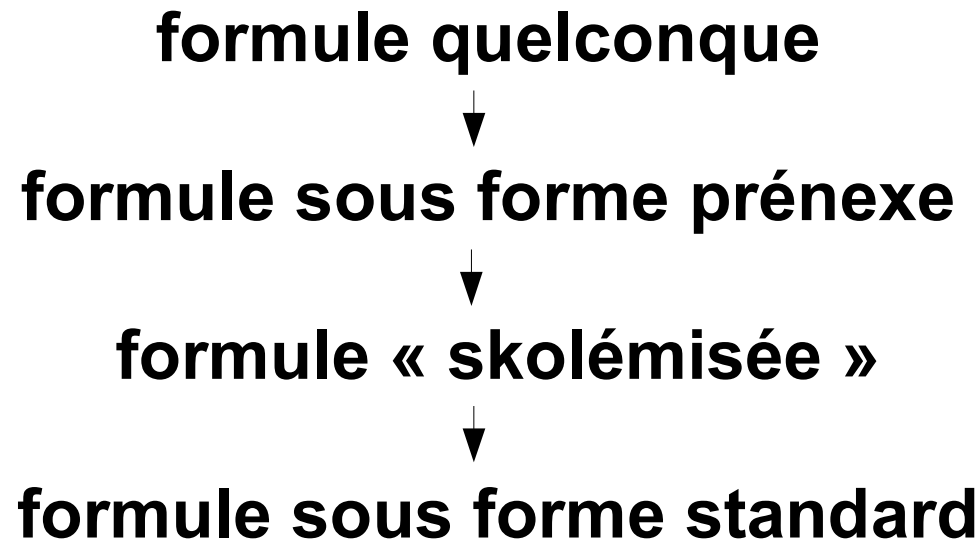 formule quelconque
formule sous forme prénexe
formule « skolémisée »
formule sous forme standard